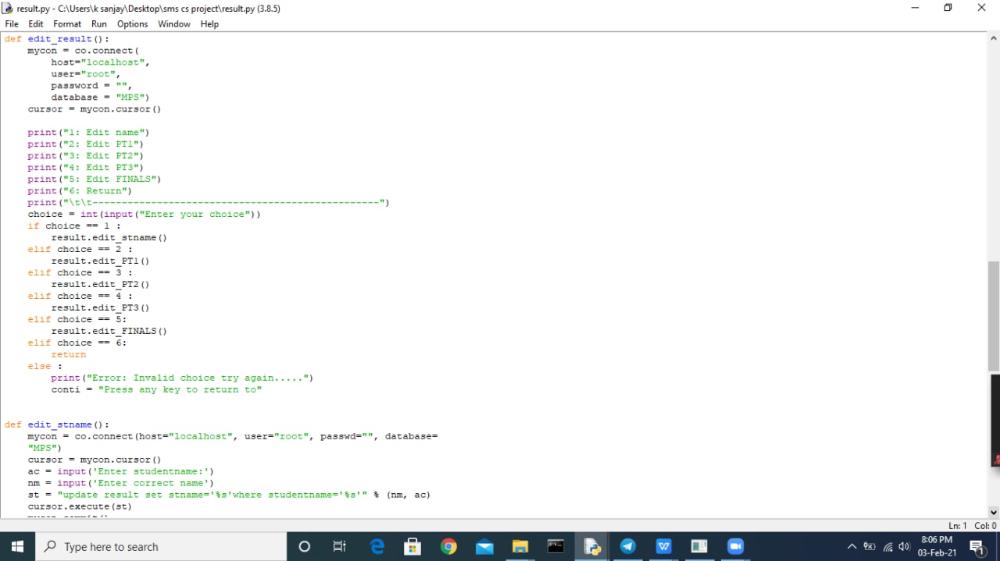 result.py - C:\Users\k sanjay\Desktop\sms cs project\result.py (3.8.5)
File Edit Format Run Options Window Help
def edit_result():
    mycon = co.connect(
        host="localhost",
        user="root",
        password = "",
        database = "MPS")
    cursor = mycon.cursor()
    print("1: Edit name")
    print("2: Edit PT1")
    print("3: Edit PT2")
    print("4: Edit PT3")
    print("5: Edit FINALS")
    print("6: Return")
    print("\t\t-------------------------------------------------")
    choice = int(input("Enter your choice"))
    if choice == 1 :
        result.edit_stname()
    elif choice == 2 :
        result.edit_PT1()
    elif choice == 3 :
        result.edit_PT2()
    elif choice == 4 :
        result.edit_PT3()
    elif choice == 5:
        result.edit_FINALS()
    elif choice == 6:
        return
    else :
        print("Error: Invalid choice try again.....")
        conti = "Press any key to return to"
def edit_stname():
    mycon = co.connect(host="localhost", user="root", passwd="", database=
    "MPS")
    cursor = mycon.cursor()
    ac = input('Enter studentname:')
    nm = input('Enter correct name')
    st = "update result set stname='%s'where studentname='%s'" % (nm, ac)
    cursor.execute(st)
    mycon.commit()
Ln: 1 Col: 0
Type here to search
8:06 PM
03-Feb-21
1